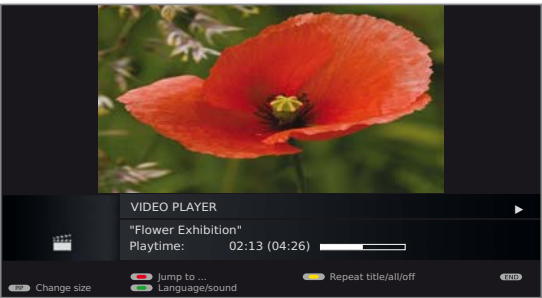 VIDEO PLAYER
"Flower Exhibition"
Playtime: 02:13 (04:26)
Jump to ... Repeat title/all/off END
PIP Change size Language/sound